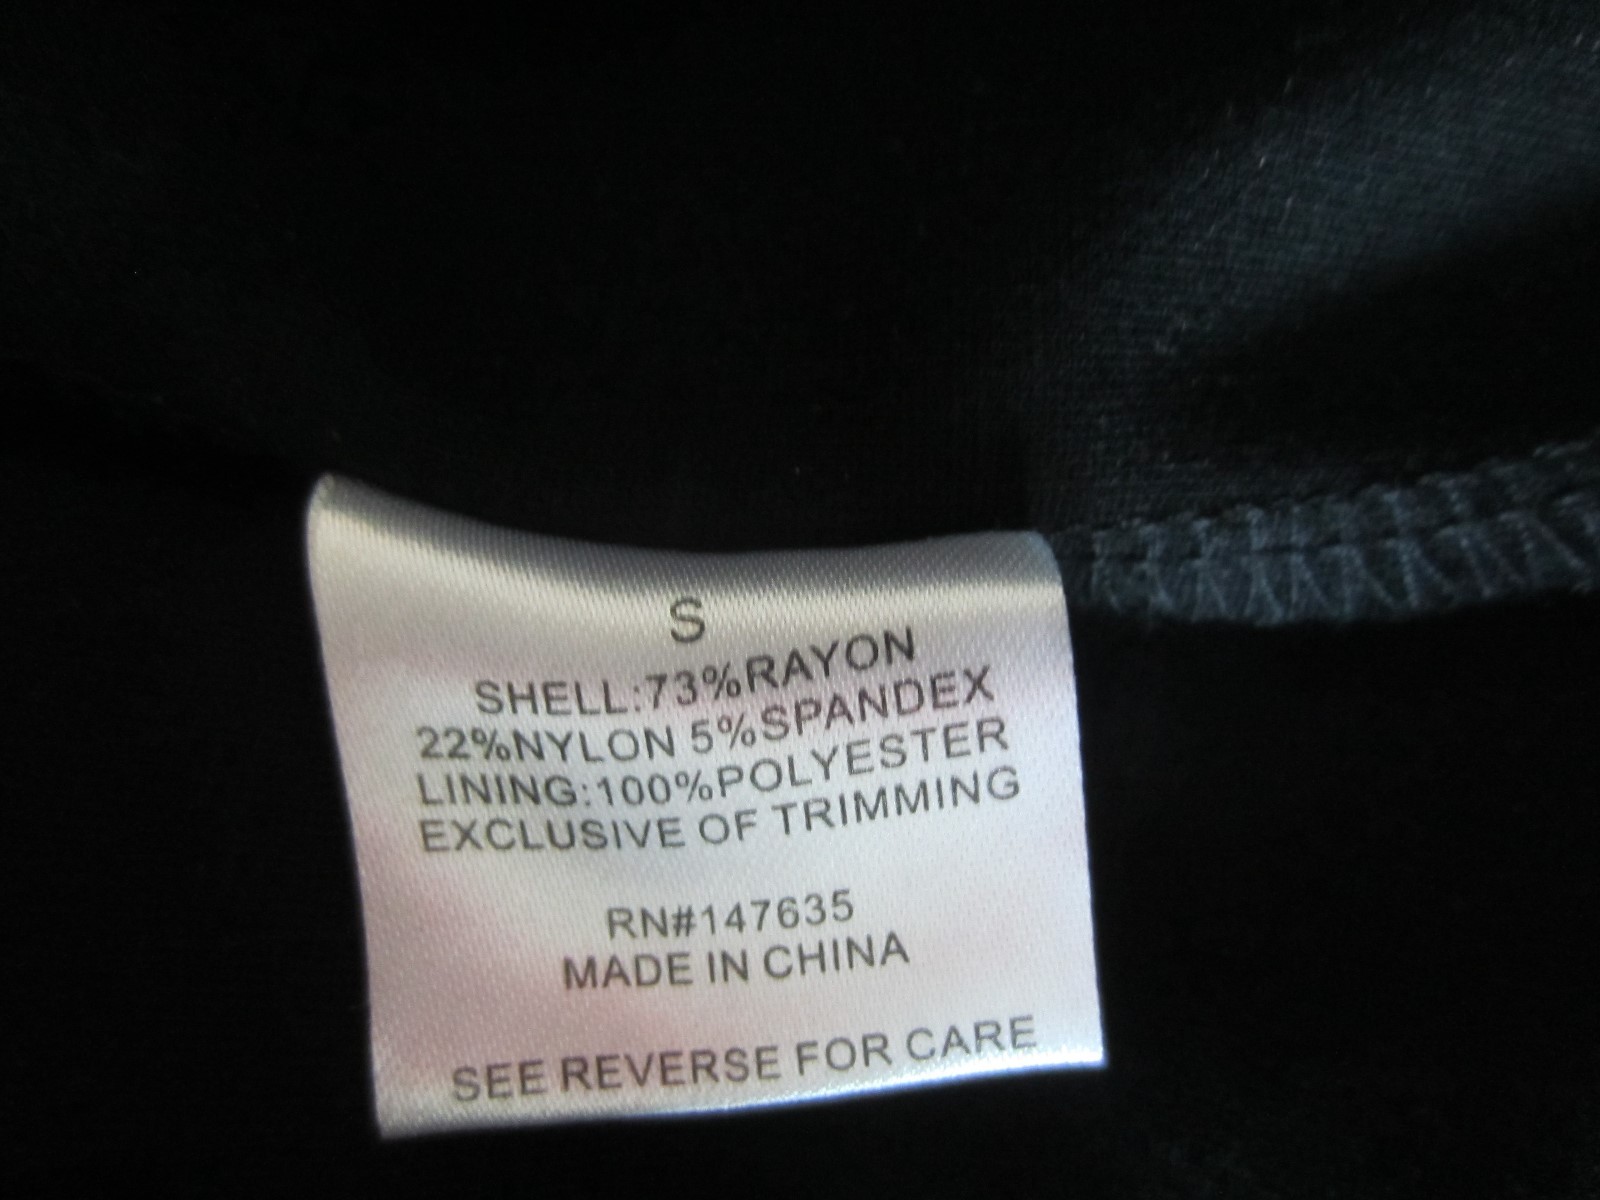 S
SHELL:73%RAYON
22%NYLON 5%SPANDEX
LINING:100%POLYESTER
EXCLUSIVE OF TRIMMING
RN#147635
MADE IN CHINA
SEE REVERSE FOR CARE